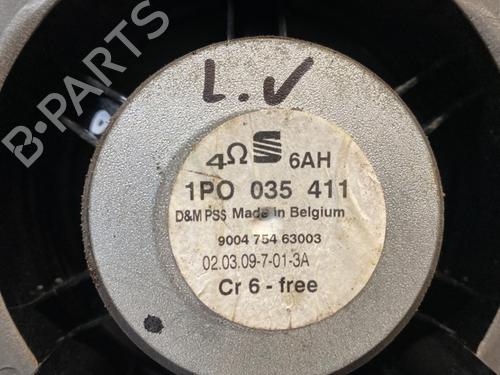 L.V
4Ω 6AH
1PO 035 411
D&M PSS Made in Belgium
9004 754 63003
02.03.09-7-01-3A
Cr 6 - free
B-PARTS